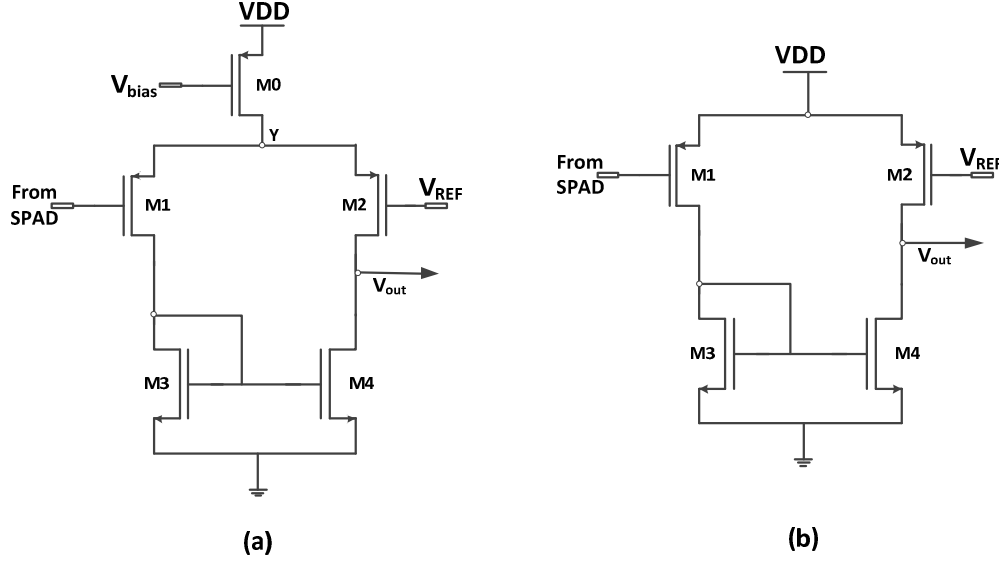 VDD
Vbias
M0
Y
From
SPAD
M1
M2
VREF
Vout
M3
M4
(a)
VDD
From
SPAD
M1
M2
VREF
Vout
M3
M4
(b)